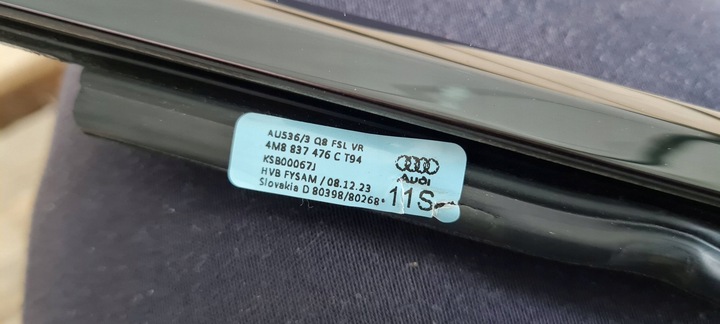 AU536/3 Q8 FSL VR
4M8 837 476 C T94
KSB00067J
HVB FYSAM / 08.12.23
Slovakia D 80398/80268*
Audi
11S